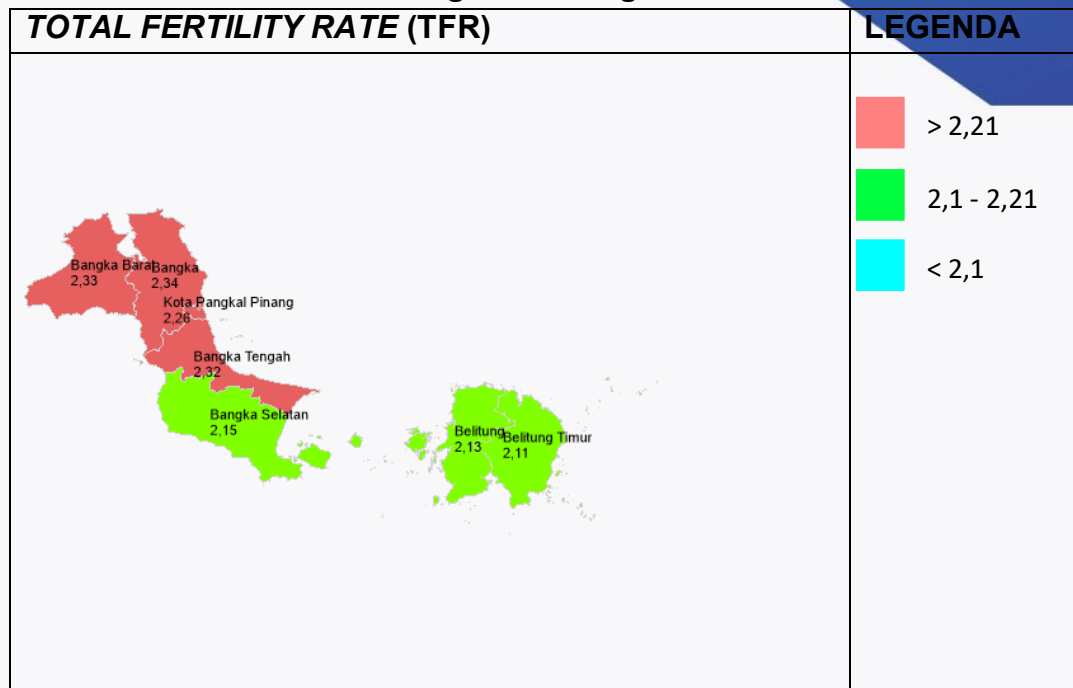 TOTAL FERTILITY RATE (TFR)
LEGENDA
> 2,21
2,1 - 2,21
< 2,1
Bangka Barat
2,33
Bangka
2,34
Kota Pangkal Pinang
2,26
Bangka Tengah
2,32
Bangka Selatan
2,15
Belitung
2,13
Belitung Timur
2,11